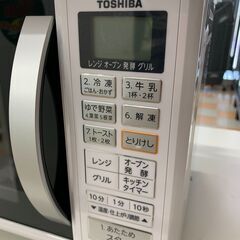 TOSHIBA
レンジ オーブン 発酵 グリル
2. 冷凍
ごはん・おかず
3. 牛乳
1杯・2杯
ゆで野菜
4葉菜 5根菜
6. 解凍
7. トースト
1枚・2枚
とりけし
レンジ
オーブン
発酵
グリル
キッチン
タイマー
10分
1分
10秒
温度・仕上がり調節
1. あたため